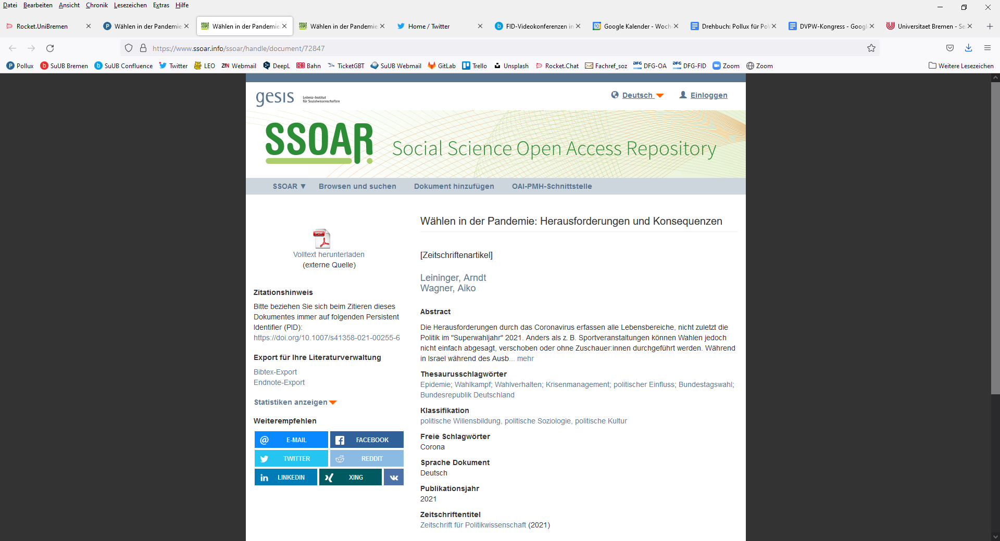 Datei Bearbeiten Ansicht Chronik Lesezeichen Extras Hilfe
Rocket.UniBremen
Wählen in der Pandemie:
Wählen in der Pandemie:
Wählen in der Pandemie:
Home / Twitter
FID-Videokonferenzen in
Google Kalender - Woch
Drehbuch: Pollux für Po
DVPW-Kongress - Google
Universitaet Bremen - Se
https://www.ssoar.info/ssoar/handle/document/72847
Pollux SuUB Bremen SuUB Confluence Twitter LEO Webmail DeepL Bahn TicketGBT SuUB Webmail GitLab Trello Unsplash Rocket.Chat Fachref_soz DFG-OA DFG-FID Zoom Zoom Weitere Lesezeichen
gesis
Leibniz-Institut
für Sozialwissenschaften
Deutsch
Einloggen
SSOAR
Social Science Open Access Repository
SSOAR ▼ Browsen und suchen Dokument hinzufügen OAI-PMH-Schnittstelle
PDF
Volltext herunterladen
(externe Quelle)
Zitationshinweis
Bitte beziehen Sie sich beim Zitieren dieses
Dokumentes immer auf folgenden Persistent
Identifier (PID):
https://doi.org/10.1007/s41358-021-00255-6
Export für Ihre Literaturverwaltung
Bibtex-Export
Endnote-Export
Statistiken anzeigen
Weiterempfehlen
E-MAIL
FACEBOOK
TWITTER
REDDIT
LINKEDIN
XING
Wählen in der Pandemie: Herausforderungen und Konsequenzen
[Zeitschriftenartikel]
Leininger, Arndt
Wagner, Aiko
Abstract
Die Herausforderungen durch das Coronavirus erfassen alle Lebensbereiche, nicht zuletzt die
Politik im "Superwahljahr" 2021. Anders als z. B. Sportveranstaltungen können Wahlen jedoch
nicht einfach abgesagt, verschoben oder ohne Zuschauer:innen durchgeführt werden. Während
in Israel während des Ausb... mehr
Thesaurusschlagwörter
Epidemie; Wahlkampf; Wahlverhalten; Krisenmanagement; politischer Einfluss; Bundestagswahl;
Bundesrepublik Deutschland
Klassifikation
politische Willensbildung, politische Soziologie, politische Kultur
Freie Schlagwörter
Corona
Sprache Dokument
Deutsch
Publikationsjahr
2021
Zeitschriftentitel
Zeitschrift für Politikwissenschaft (2021)